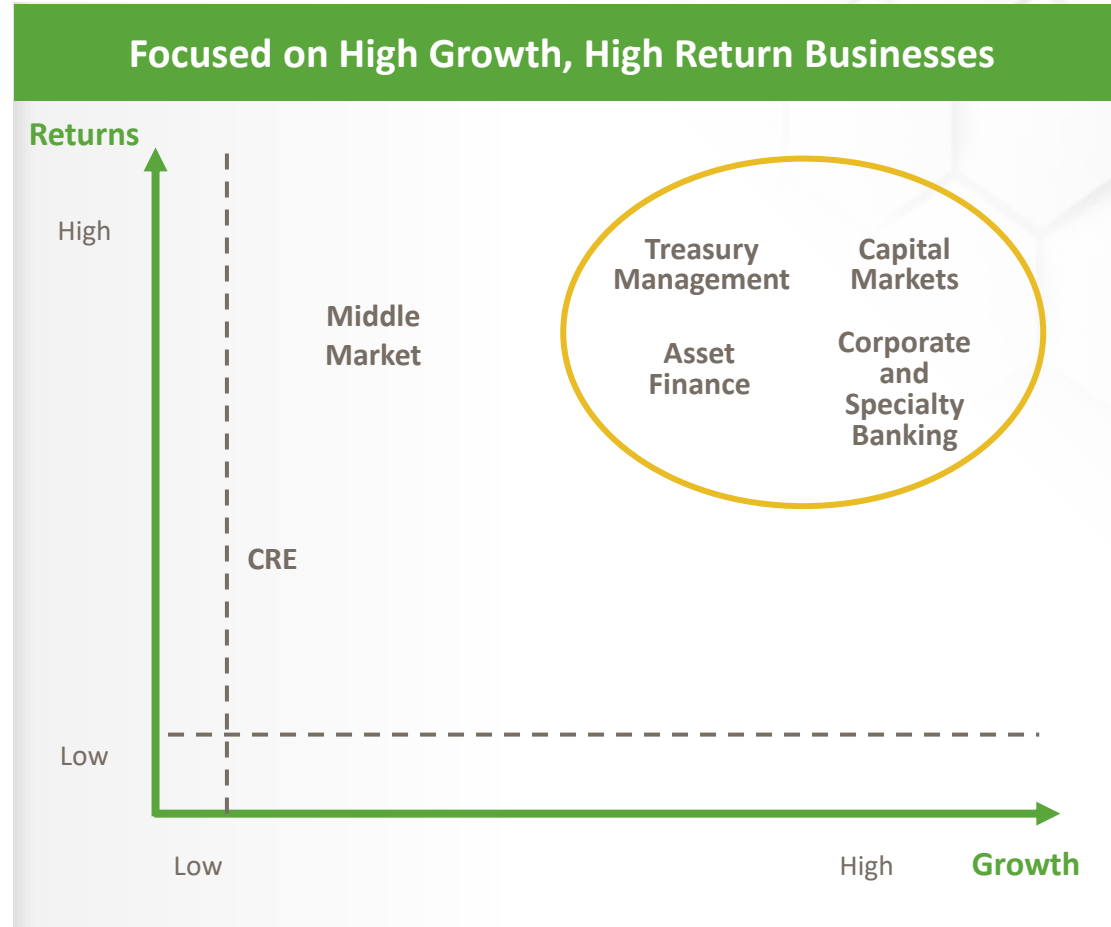 Focused on High Growth, High Return Businesses
Returns
High
Treasury
Management
Capital
Markets
Middle
Market
Asset
Finance
Corporate
and
Specialty
Banking
CRE
Low
Low
High
Growth